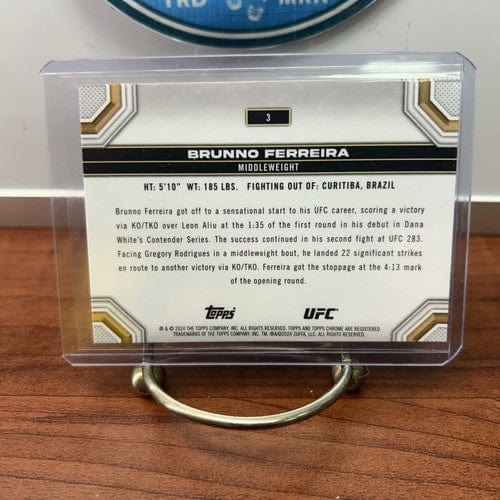 TRD MRK
3
BRUNNO FERREIRA
MIDDLEWEIGHT
HT: 5'10" WT: 185 LBS. FIGHTING OUT OF: CURITIBA, BRAZIL
Brunno Ferreira got off to a sensational start to his UFC career, scoring a victory
via KO/TKO over Leon Aliu at the 1:35 of the first round in his debut in Dana
White's Contender Series. The success continued in his second fight at UFC 283.
Facing Gregory Rodrigues in a middleweight bout, he landed 22 significant strikes
en route to another victory via KO/TKO. Ferreira got the stoppage at the 4:13 mark
of the opening round.
Topps UFC
® & © 2024 THE TOPPS COMPANY, INC. ALL RIGHTS RESERVED. TOPPS AND TOPPS CHROME ARE REGISTERED
TRADEMARKS OF THE TOPPS COMPANY, INC. TM, ®&©2024 ZUFFA, LLC. ALL RIGHTS RESERVED.